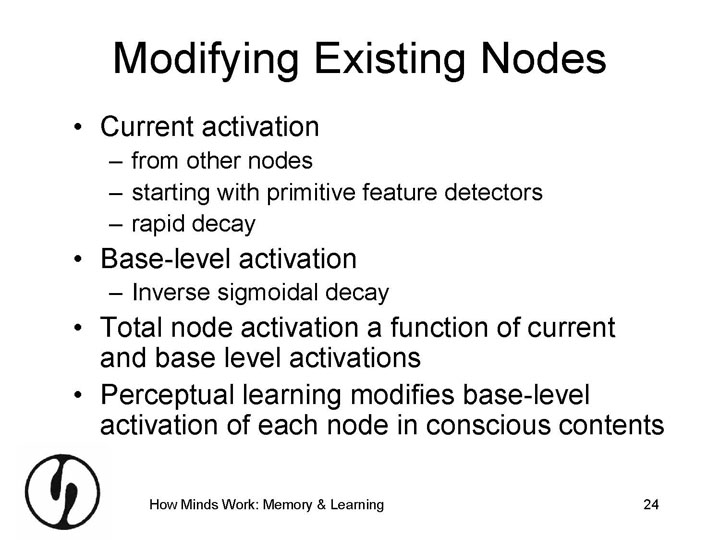 Modifying Existing Nodes
• Current activation
– from other nodes
– starting with primitive feature detectors
– rapid decay
• Base-level activation
– Inverse sigmoidal decay
• Total node activation a function of current
and base level activations
• Perceptual learning modifies base-level
activation of each node in conscious contents
How Minds Work: Memory & Learning
24